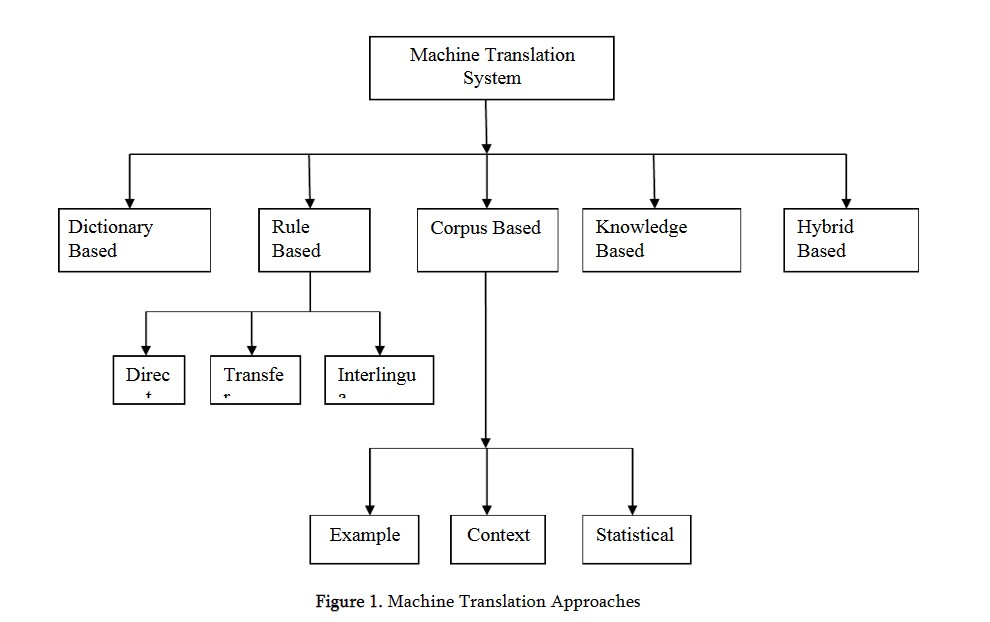 Machine Translation
System
Dictionary
Based
Rule
Based
Corpus Based
Knowledge
Based
Hybrid
Based
Direc
t
Transfe
r
Interlingu
a
Example
Context
Statistical
Figure 1. Machine Translation Approaches